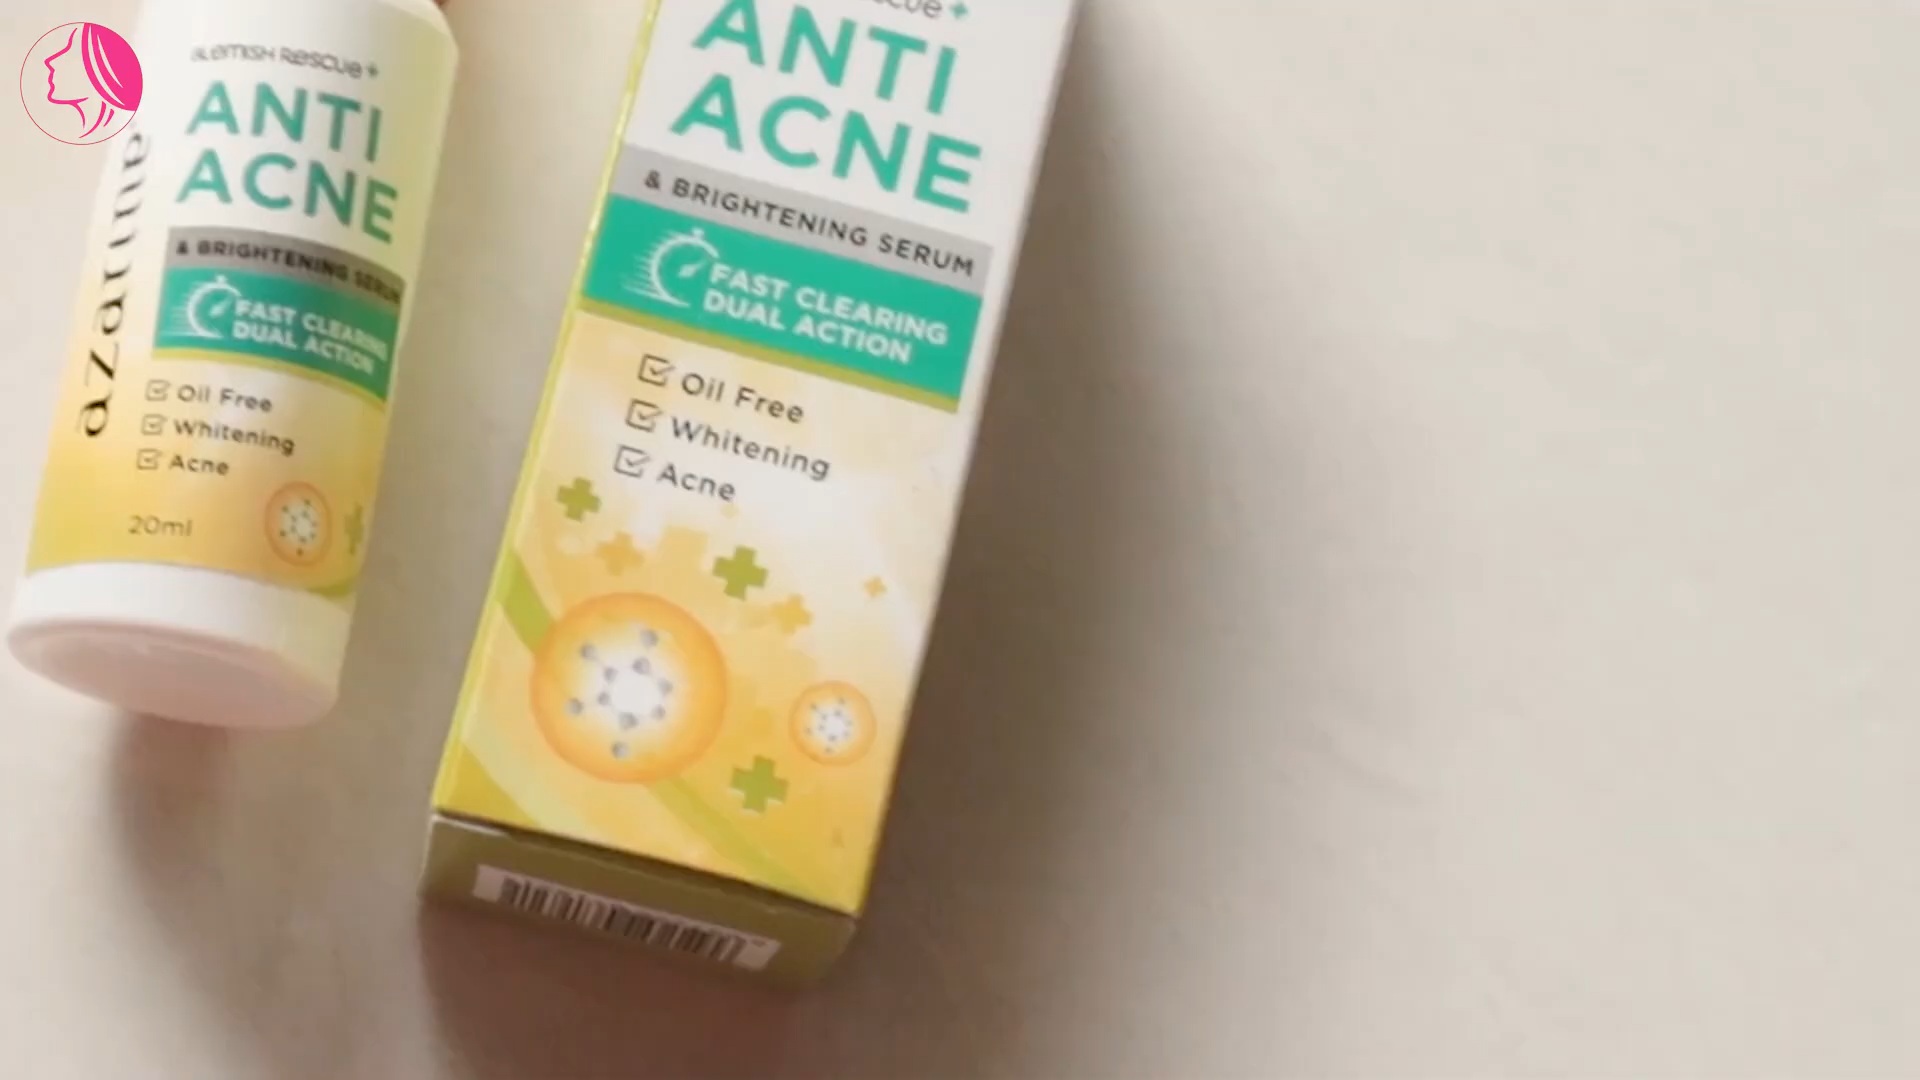 BLEMISH RESCUE+
ANTI
ACNE
& BRIGHTENING SERUM
FAST CLEARING
DUAL ACTION
Oil Free
Whitening
Acne
20ml
azarine
ANTI
ACNE
& BRIGHTENING SERUM
FAST CLEARING
DUAL ACTION
Oil Free
Whitening
Acne